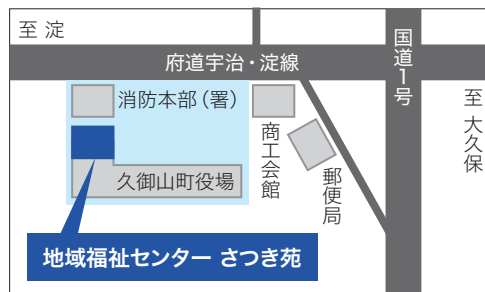 至 淀
府道宇治・淀線
国道1号
消防本部（署）
商工会館
至 大久保
郵便局
久御山町役場
地域福祉センター さつき苑